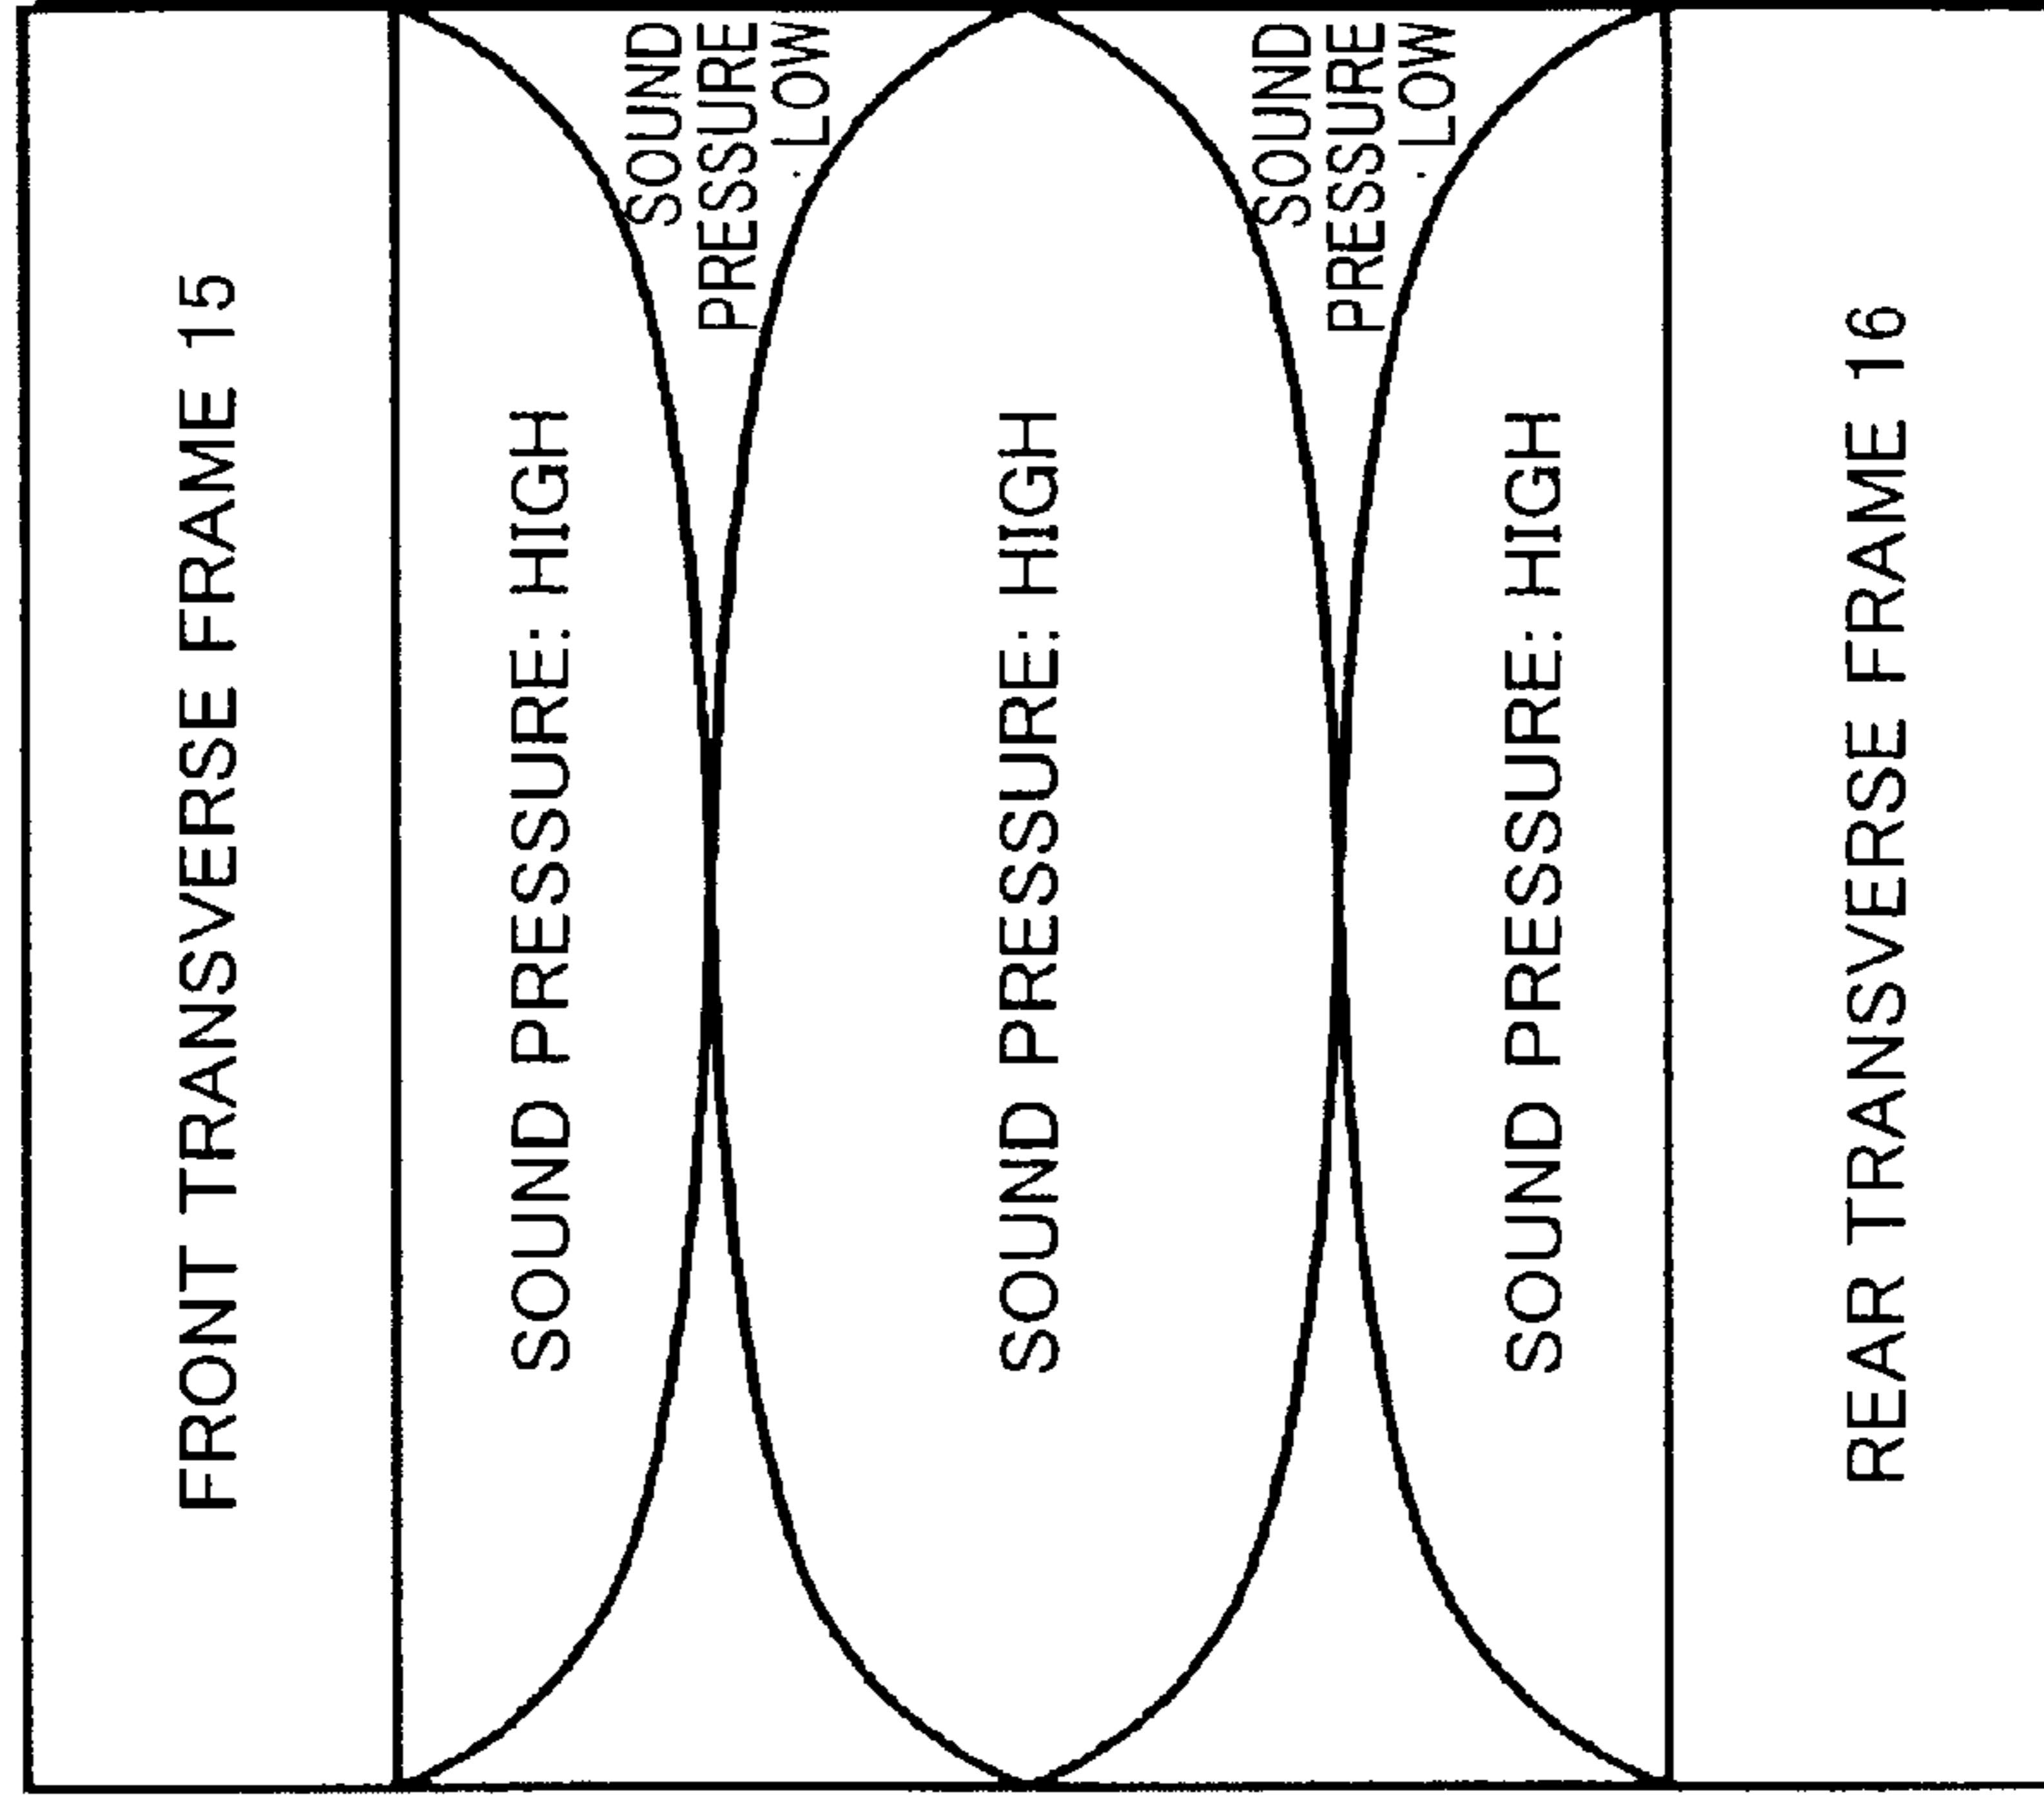 FRONT TRANSVERSE FRAME 15
SOUND PRESSURE: HIGH
SOUND
PRESSURE
: LOW
SOUND PRESSURE: HIGH
SOUND
PRESSURE
: LOW
SOUND PRESSURE: HIGH
REAR TRANSVERSE FRAME 16